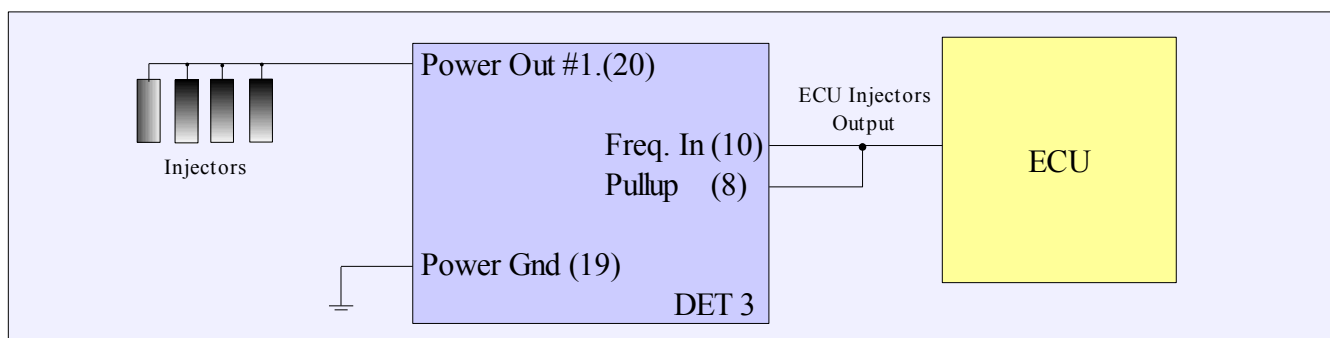 Power Out #1.(20)
ECU Injectors
Output
Injectors
Freq. In (10)
Pullup (8)
ECU
Power Gnd (19)
DET 3